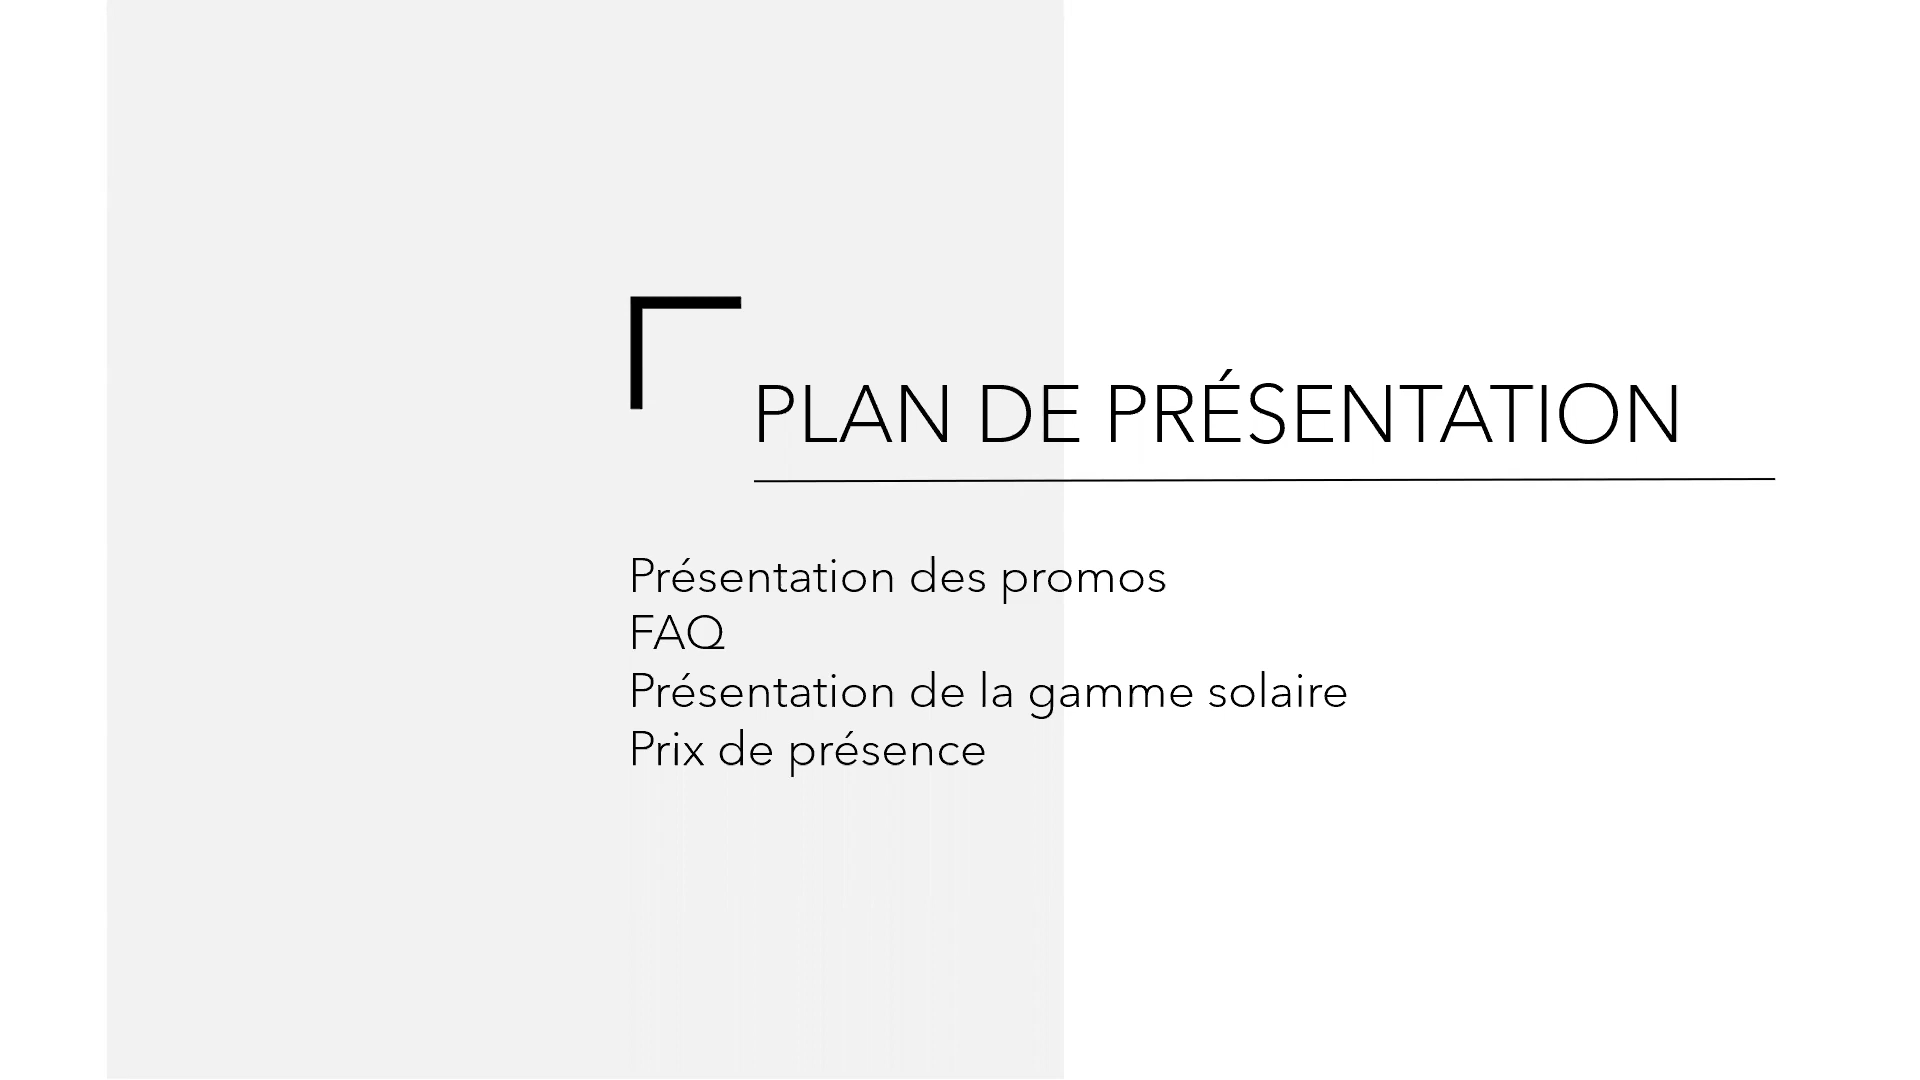 PLAN DE PRÉSENTATION
Présentation des promos
FAQ
Présentation de la gamme solaire
Prix de présence